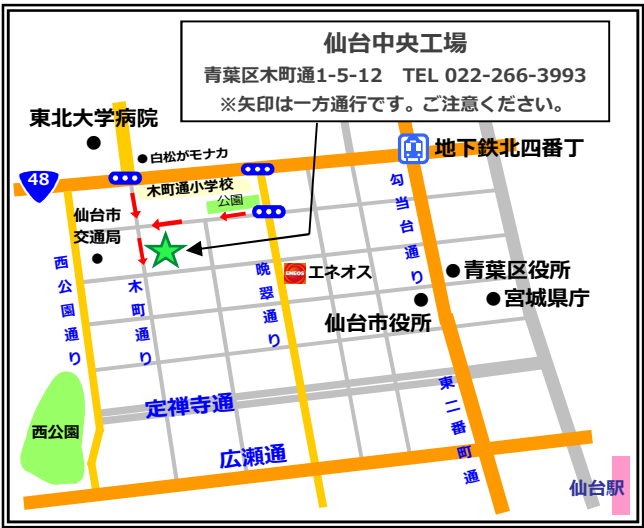 仙台中央工場
青葉区木町通1-5-12　TEL 022-266-3993
※矢印は一方通行です。ご注意ください。
東北大学病院
白松がモナカ
地下鉄北四番丁
48
木町通小学校
公園
仙台市
交通局
勾当台通り
西公園通り
木町通り
晩翠通り
ENEOS
エネオス
青葉区役所
宮城県庁
仙台市役所
定禅寺通
東二番町通
西公園
広瀬通
仙台駅